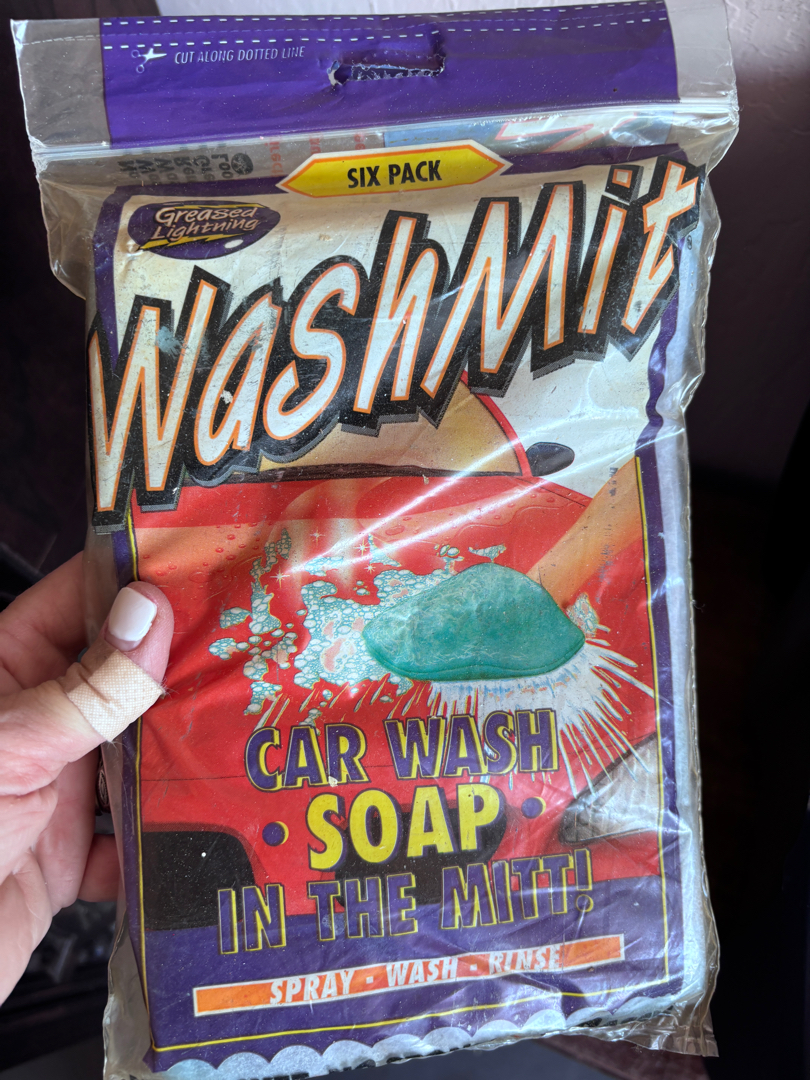 CUT ALONG DOTTED LINE
SIX PACK
Greased
Lightning
WashMit
CAR WASH
• SOAP •
IN THE MITT!
SPRAY • WASH • RINSE